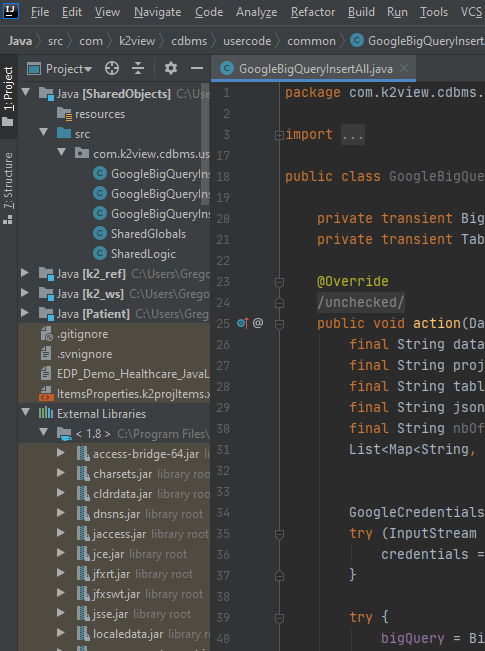 IJ File Edit View Navigate Code Analyze Refactor Build Run Tools VCS
Java src com k2view cdbms usercode common GoogleBigQueryInsert
1: Project
7: Structure
Project
Java [SharedObjects] C:\Use
resources
src
com.k2view.cdbms.us
GoogleBigQueryIn
GoogleBigQueryIn
GoogleBigQueryIn
SharedGlobals
SharedLogic
Java [k2_ref] C:\Users\Grego
Java [k2_ws] C:\Users\Grego
Java [Patient] C:\Users\Grego
.gitignore
.svnignore
EDP_Demo_Healthcare_JavaL
ItemsProperties.k2projItems.x
External Libraries
< 1.8 > C:\Program Files\
access-bridge-64.jar library root
charsets.jar library root
cldrdata.jar library root
dnsns.jar library root
jaccess.jar library root
jce.jar library root
jfxrt.jar library root
jfxswt.jar library root
jsse.jar library root
localedata.jar library root
GoogleBigQueryInsertAll.java
1 package com.k2view.cdbms.
2
3 import ...
17
18 public class GoogleBigQue
19
20 private transient Big
21 private transient Tab
22
23 @Override
24 /unchecked/
25 @ public void action(Da
26 final String data
27 final String proj
28 final String tabl
29 final String json
30 final String nbOf
31 List<Map<String,
32
33
34 GoogleCredentials
35 try (InputStream
36 credentials =
37 }
38
39 try {
40 bigQuery = Bi